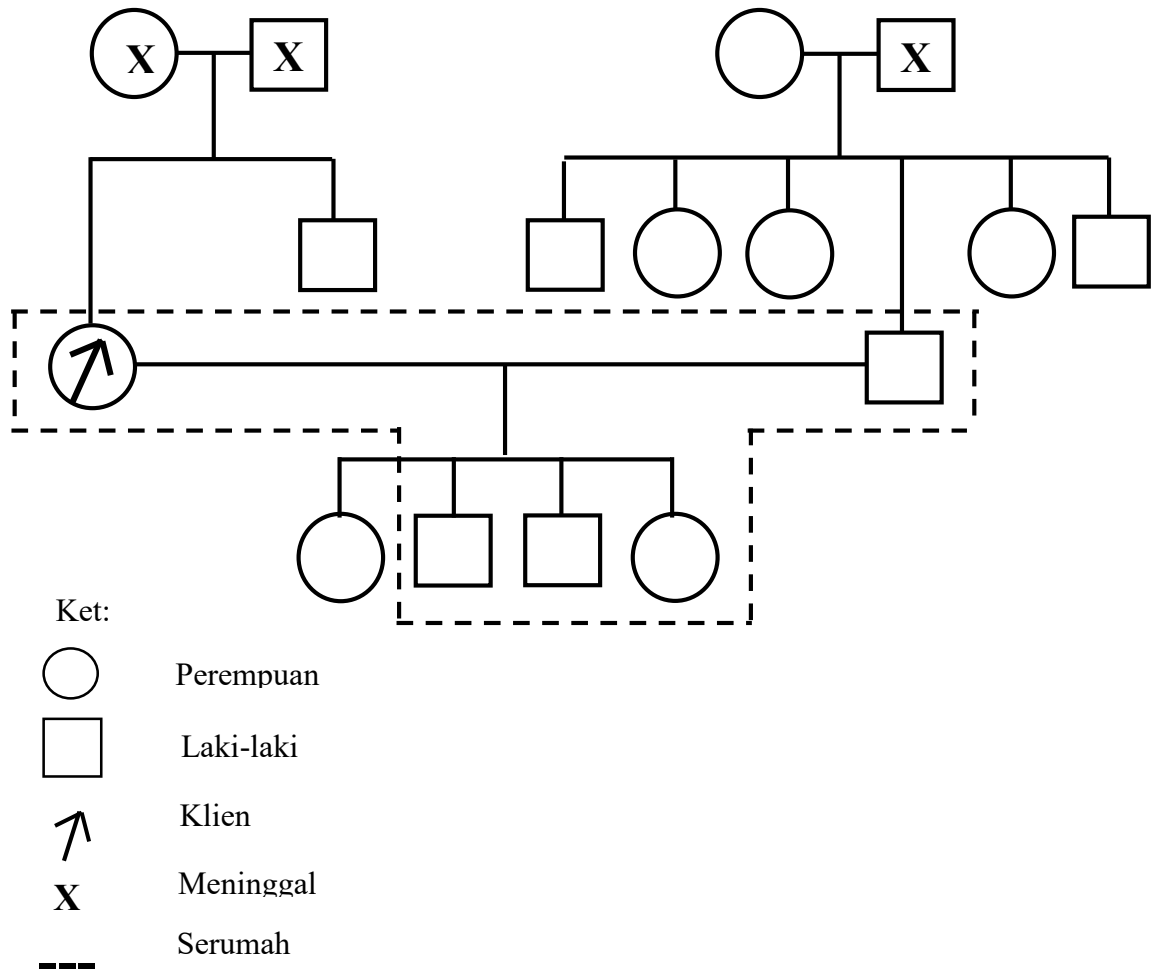 X X X
Ket:
Perempuan
Laki-laki
Klien
X Meninggal
Serumah